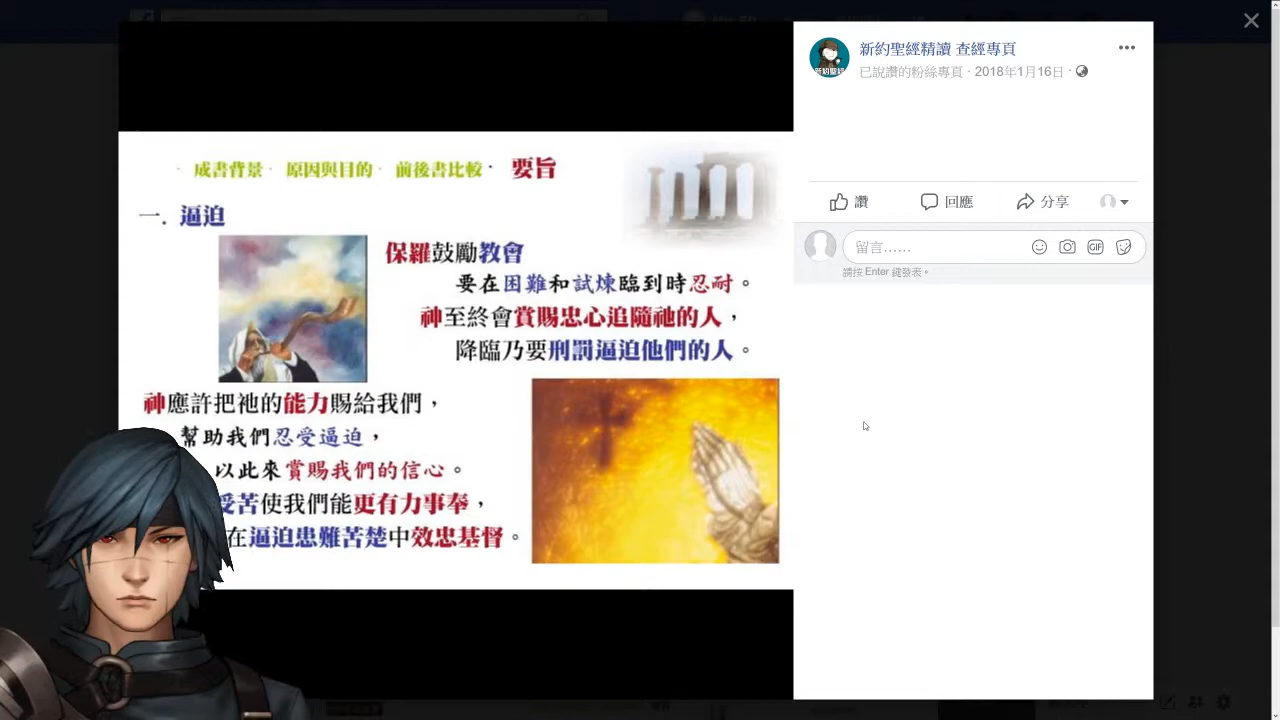 成書背景 原因與目的 前後書比較 要旨
一. 逼迫
保羅鼓勵教會
要在困難和試煉臨到時忍耐。
神至終會賞賜忠心追隨祂的人，
降臨乃要刑罰逼迫他們的人。
神應許把祂的能力賜給我們，
幫助我們忍受逼迫，
以此來賞賜我們的信心。
受苦使我們能更有力事奉，
在逼迫患難苦楚中效忠基督。
新約聖經精讀 查經專頁
已說讚的粉絲專頁 · 2018年1月16日 ·
讚 回應 分享
留言……
GIF
請按 Enter 鍵發表。